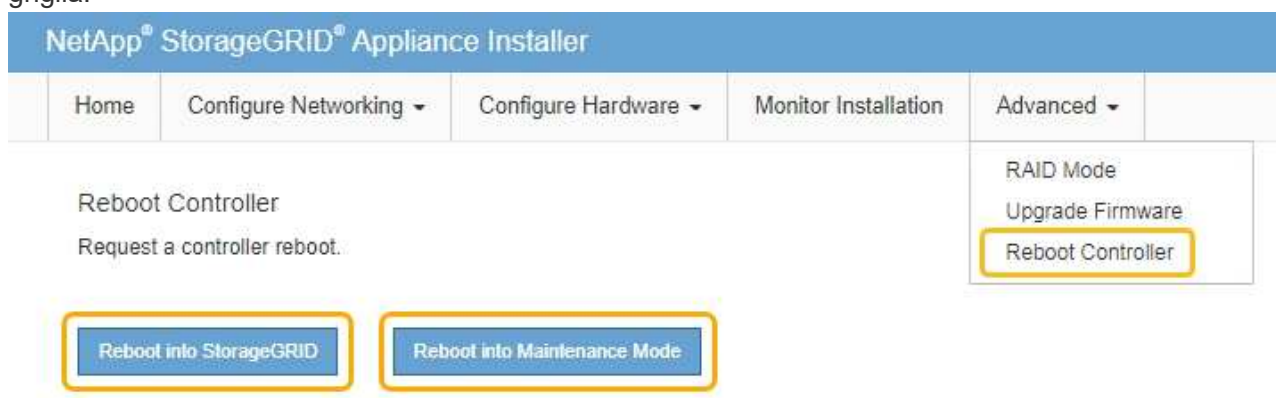 griglia.
NetApp® StorageGRID® Appliance Installer
Home Configure Networking Configure Hardware Monitor Installation Advanced
RAID Mode
Upgrade Firmware
Reboot Controller
Reboot Controller
Request a controller reboot.
Reboot into StorageGRID Reboot into Maintenance Mode